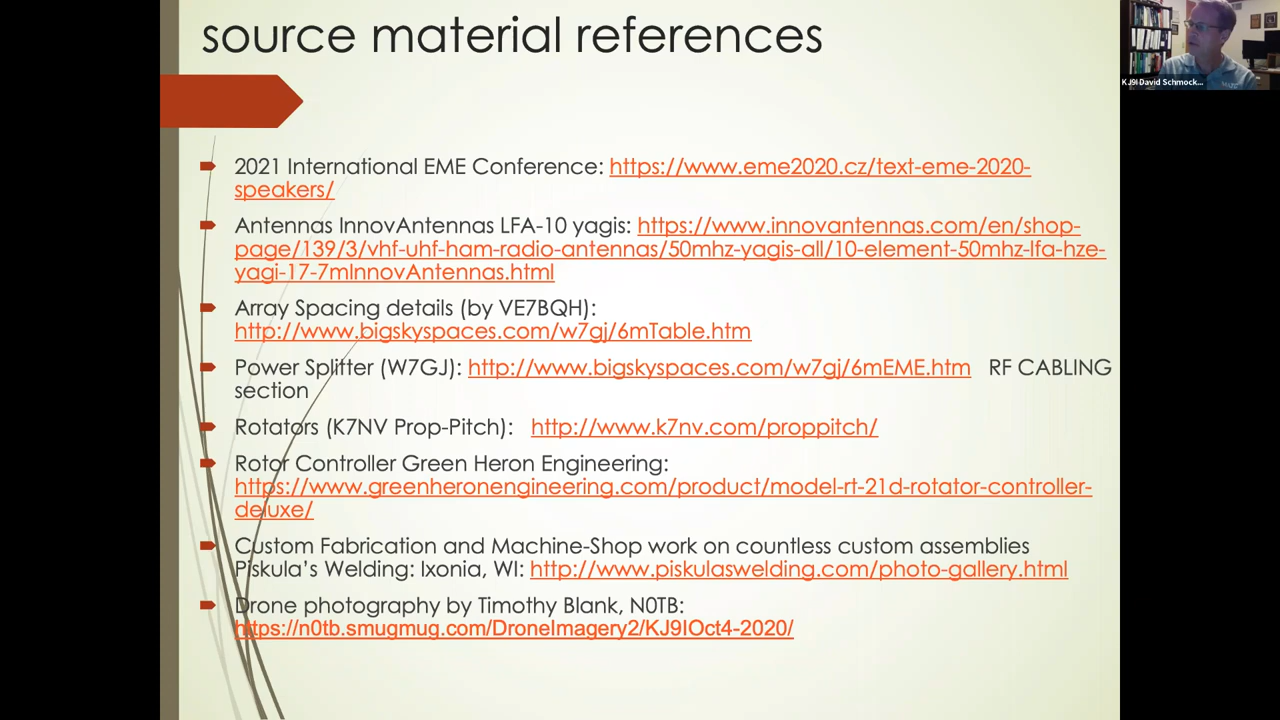 source material references
KJ9I David Schmock...
2021 International EME Conference: https://www.eme2020.cz/text-eme-2020-
speakers/
Antennas InnovAntennas LFA-10 yagis: https://www.innovantennas.com/en/shop-
page/139/3/vhf-uhf-ham-radio-antennas/50mhz-yagis-all/10-element-50mhz-lfa-hze-
yagi-17-7mInnovAntennas.html
Array Spacing details (by VE7BQH):
http://www.bigskyspaces.com/w7gj/6mTable.htm
Power Splitter (W7GJ): http://www.bigskyspaces.com/w7gj/6mEME.htm RF CABLING
section
Rotators (K7NV Prop-Pitch): http://www.k7nv.com/proppitch/
Rotor Controller Green Heron Engineering:
https://www.greenheronengineering.com/product/model-rt-21d-rotator-controller-
deluxe/
Custom Fabrication and Machine-Shop work on countless custom assemblies
Piskula's Welding: Ixonia, WI: http://www.piskulaswelding.com/photo-gallery.html
Drone photography by Timothy Blank, N0TB:
https://n0tb.smugmug.com/DroneImagery2/KJ9IOct4-2020/